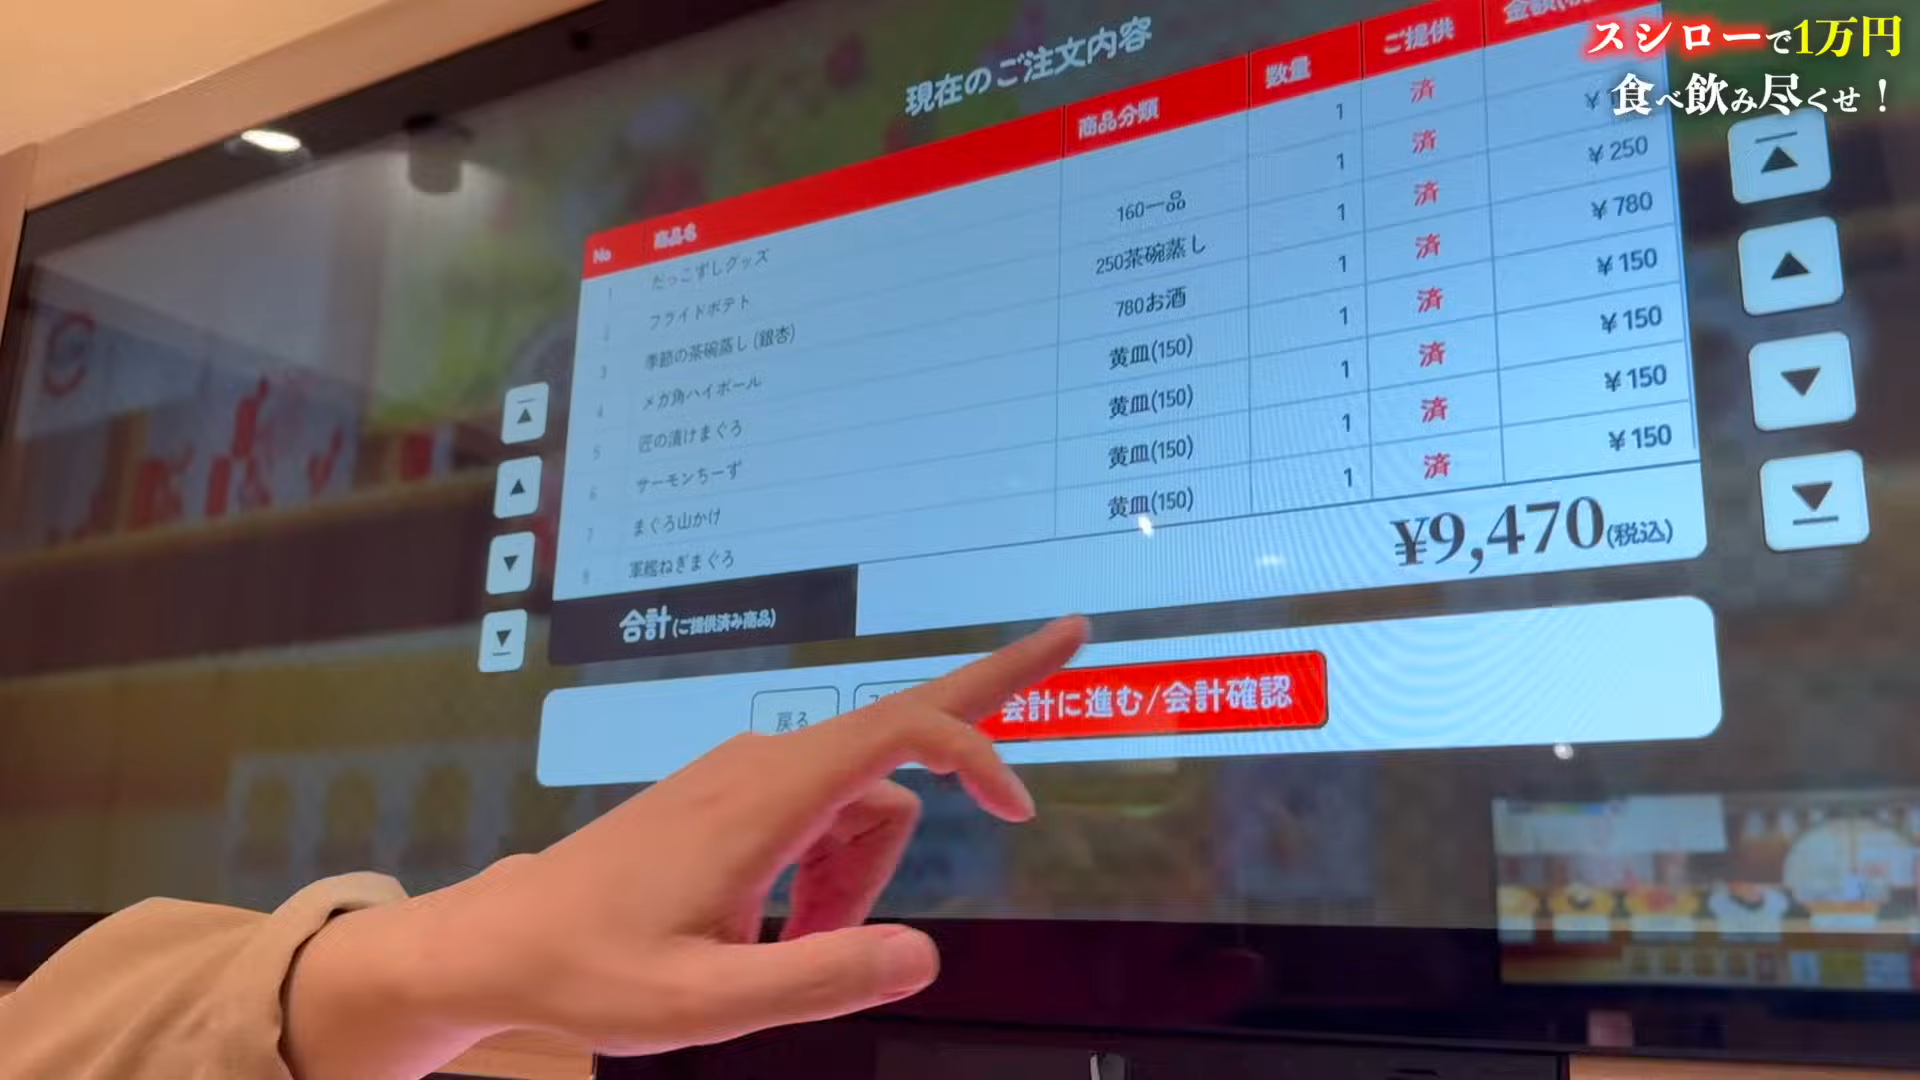 スシローで1万円
食べ飲み尽くせ！
現在のご注文内容
No 商品名 商品分類 数量 ご提供
1 だっこずしグッズ 1 済
2 フライドポテト 160一品 1 済
3 季節の茶碗蒸し(銀杏) 250茶碗蒸し 1 済 ¥250
4 メガ角ハイボール 780お酒 1 済 ¥780
5 匠の漬けまぐろ 黄皿(150) 1 済 ¥150
6 サーモンちーず 黄皿(150) 1 済 ¥150
7 まぐろ山かけ 黄皿(150) 1 済 ¥150
8 軍艦ねぎまぐろ 黄皿(150) 1 済 ¥150
合計(ご提供済み商品) ¥9,470(税込)
戻る 会計に進む/会計確認